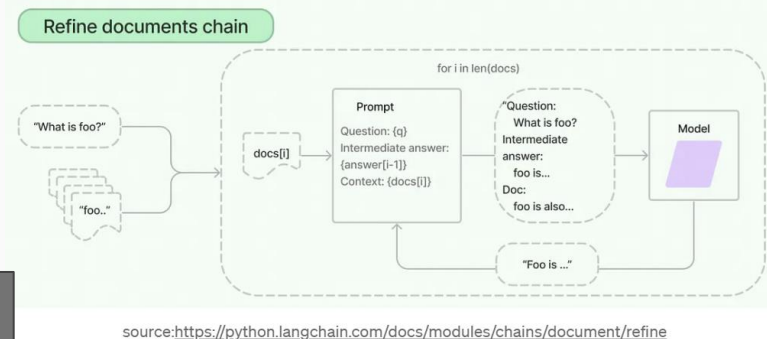 Refine documents chain
for i in len(docs)
"What is foo?"
"foo.."
docs[i]
Prompt
Question: {q}
Intermediate answer:
{answer[i-1]}
Context: {docs[i]}
"Question:
What is foo?
Intermediate
answer:
foo is...
Doc:
foo is also...
Model
"Foo is ..."
source:https://python.langchain.com/docs/modules/chains/document/refine